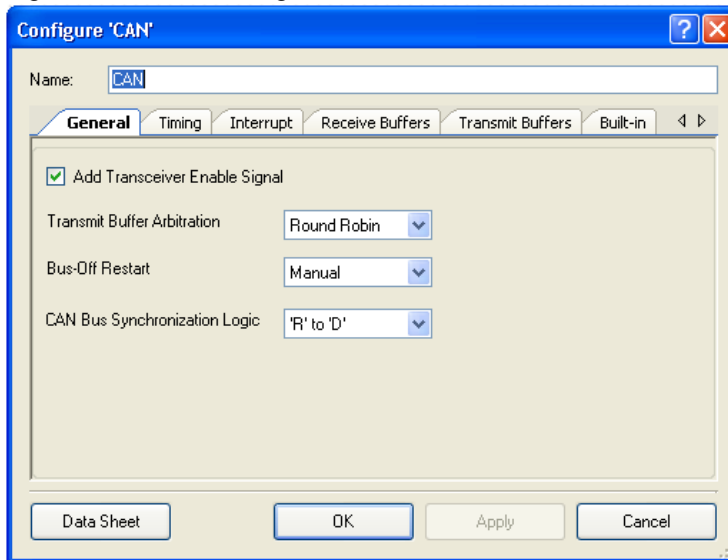 Configure 'CAN'
Name: CAN
General Timing Interrupt Receive Buffers Transmit Buffers Built-in
Add Transceiver Enable Signal
Transmit Buffer Arbitration Round Robin
Bus-Off Restart Manual
CAN Bus Synchronization Logic 'R' to 'D'
Data Sheet OK Apply Cancel